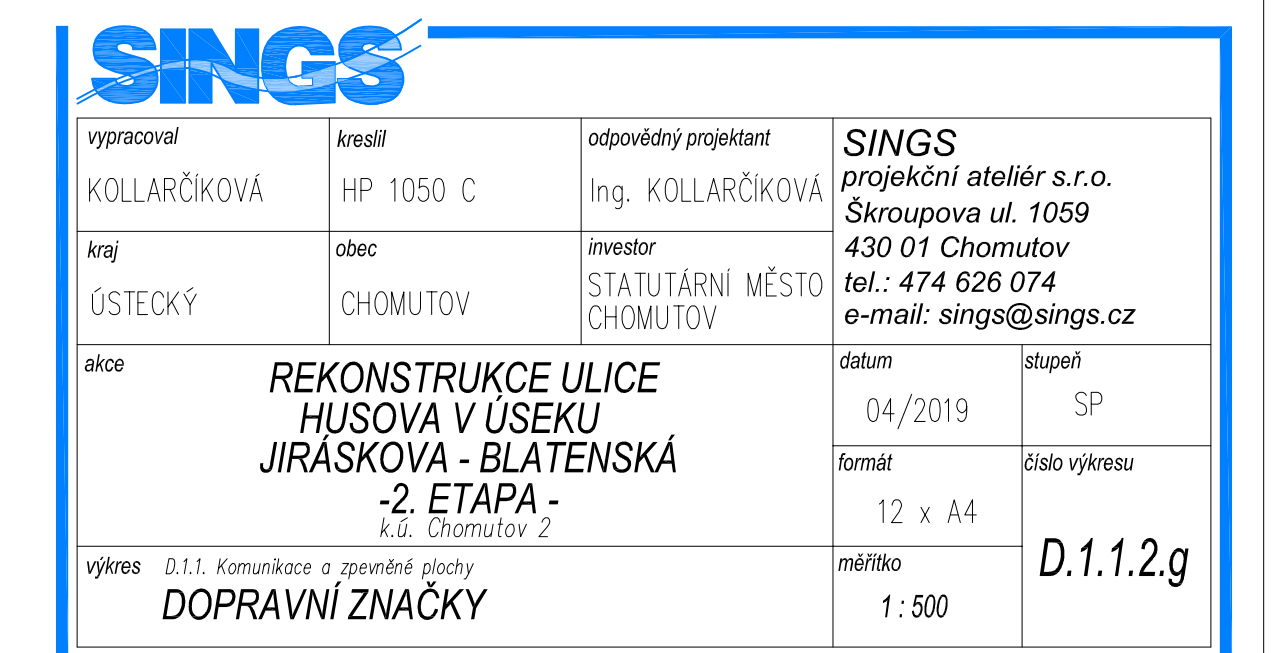 SINGS
vypracoval
KOLLARČÍKOVÁ
kreslil
HP 1050 C
odpovědný projektant
Ing. KOLLARČÍKOVÁ
SINGS
projekční ateliér s.r.o.
Škroupova ul. 1059
430 01 Chomutov
tel.: 474 626 074
e-mail: sings@sings.cz
kraj
ÚSTECKÝ
obec
CHOMUTOV
investor
STATUTÁRNÍ MĚSTO
CHOMUTOV
akce
REKONSTRUKCE ULICE
HUSOVA V ÚSEKU
JIRÁSKOVA - BLATENSKÁ
-2. ETAPA -
k.ú. Chomutov 2
datum
04/2019
stupeň
SP
formát
12 x A4
číslo výkresu
D.1.1.2.g
výkres D.1.1. Komunikace a zpevněné plochy
DOPRAVNÍ ZNAČKY
měřítko
1 : 500